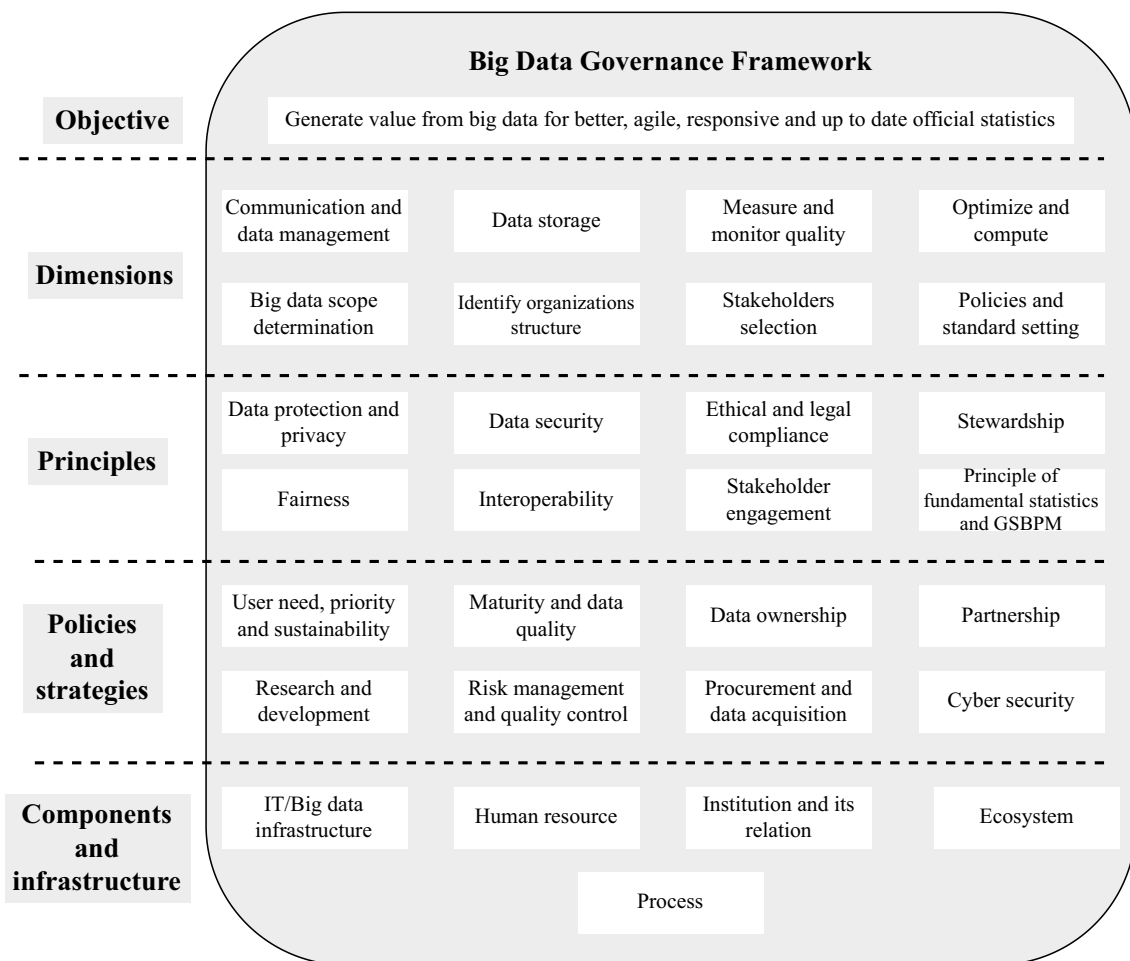 Big Data Governance Framework
Objective
Generate value from big data for better, agile, responsive and up to date official statistics
Dimensions
Communication and
data management
Data storage
Measure and
monitor quality
Optimize and
compute
Big data scope
determination
Identify organizations
structure
Stakeholders
selection
Policies and
standard setting
Principles
Data protection and
privacy
Data security
Ethical and legal
compliance
Stewardship
Fairness
Interoperability
Stakeholder
engagement
Principle of
fundamental statistics
and GSBPM
Policies
and
strategies
User need, priority
and sustainability
Maturity and data
quality
Data ownership
Partnership
Research and
development
Risk management
and quality control
Procurement and
data acquisition
Cyber security
Components
and
infrastructure
IT/Big data
infrastructure
Human resource
Institution and its
relation
Ecosystem
Process